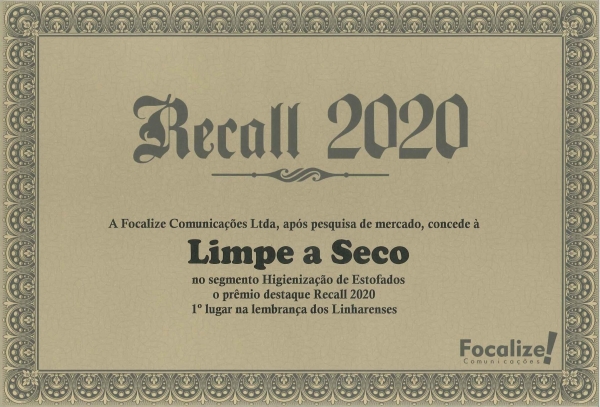 Recall 2020
A Focalize Comunicações Ltda, após pesquisa de mercado, concede à
Limpe a Seco
no segmento Higienização de Estofados
o prêmio destaque Recall 2020
1º lugar na lembrança dos Linharenses
Focalize!
Comunicações